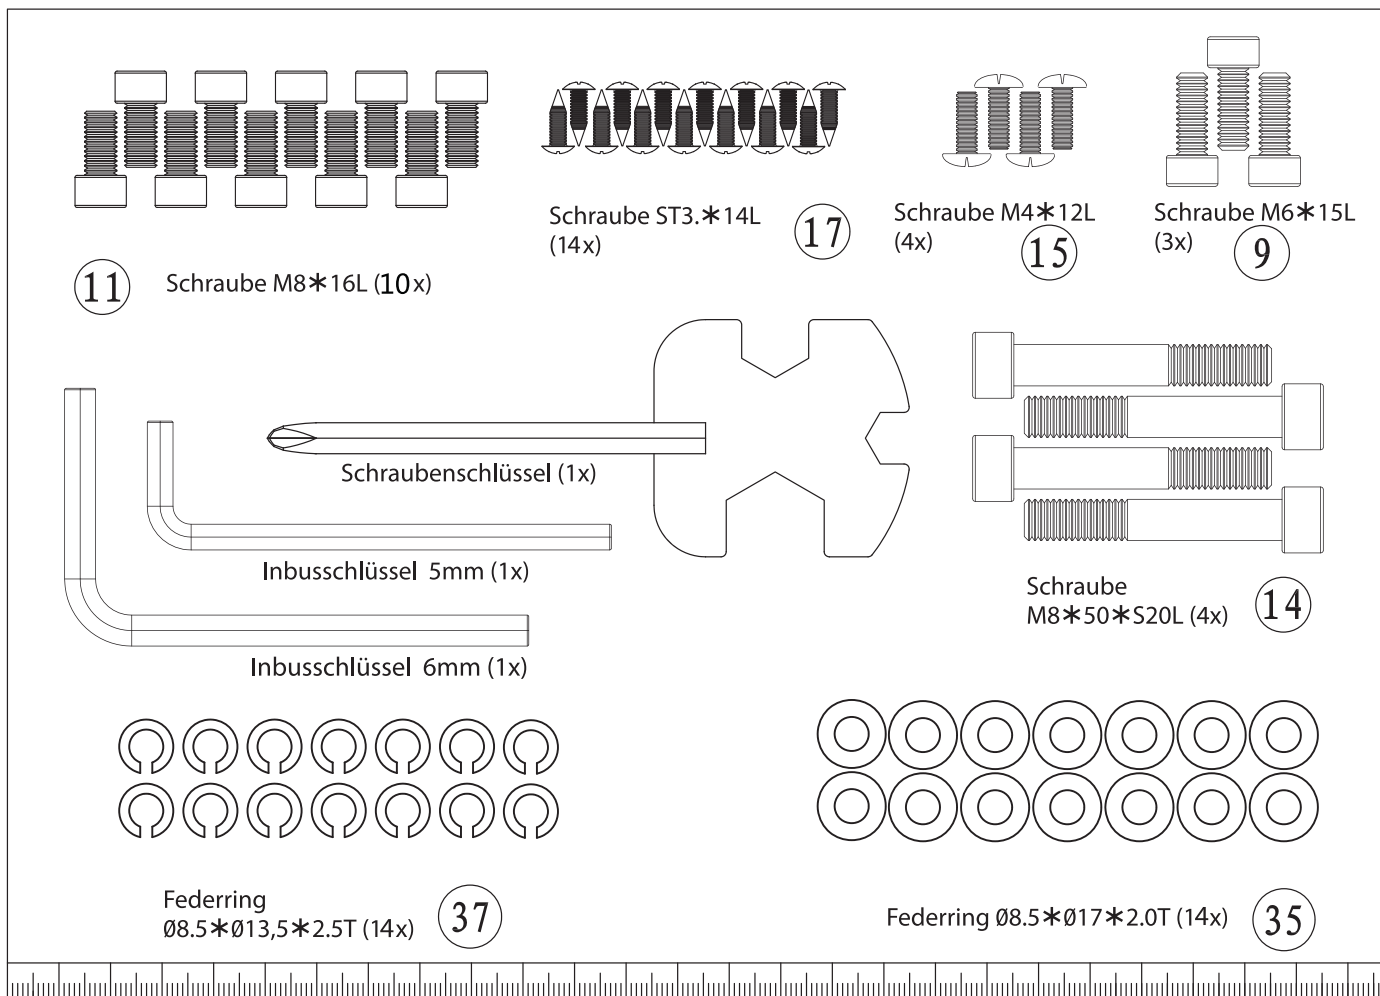 Schraube ST3.*14L
(14x)
17
Schraube M4*12L
(4x)
15
Schraube M6*15L
(3x)
9
11
Schraube M8*16L (10x)
Schraubenschlüssel (1x)
Inbusschlüssel 5mm (1x)
Inbusschlüssel 6mm (1x)
Schraube
M8*50*S20L (4x)
14
Federring
Ø8.5*Ø13,5*2.5T (14x)
37
Federring Ø8.5*Ø17*2.0T (14x)
35